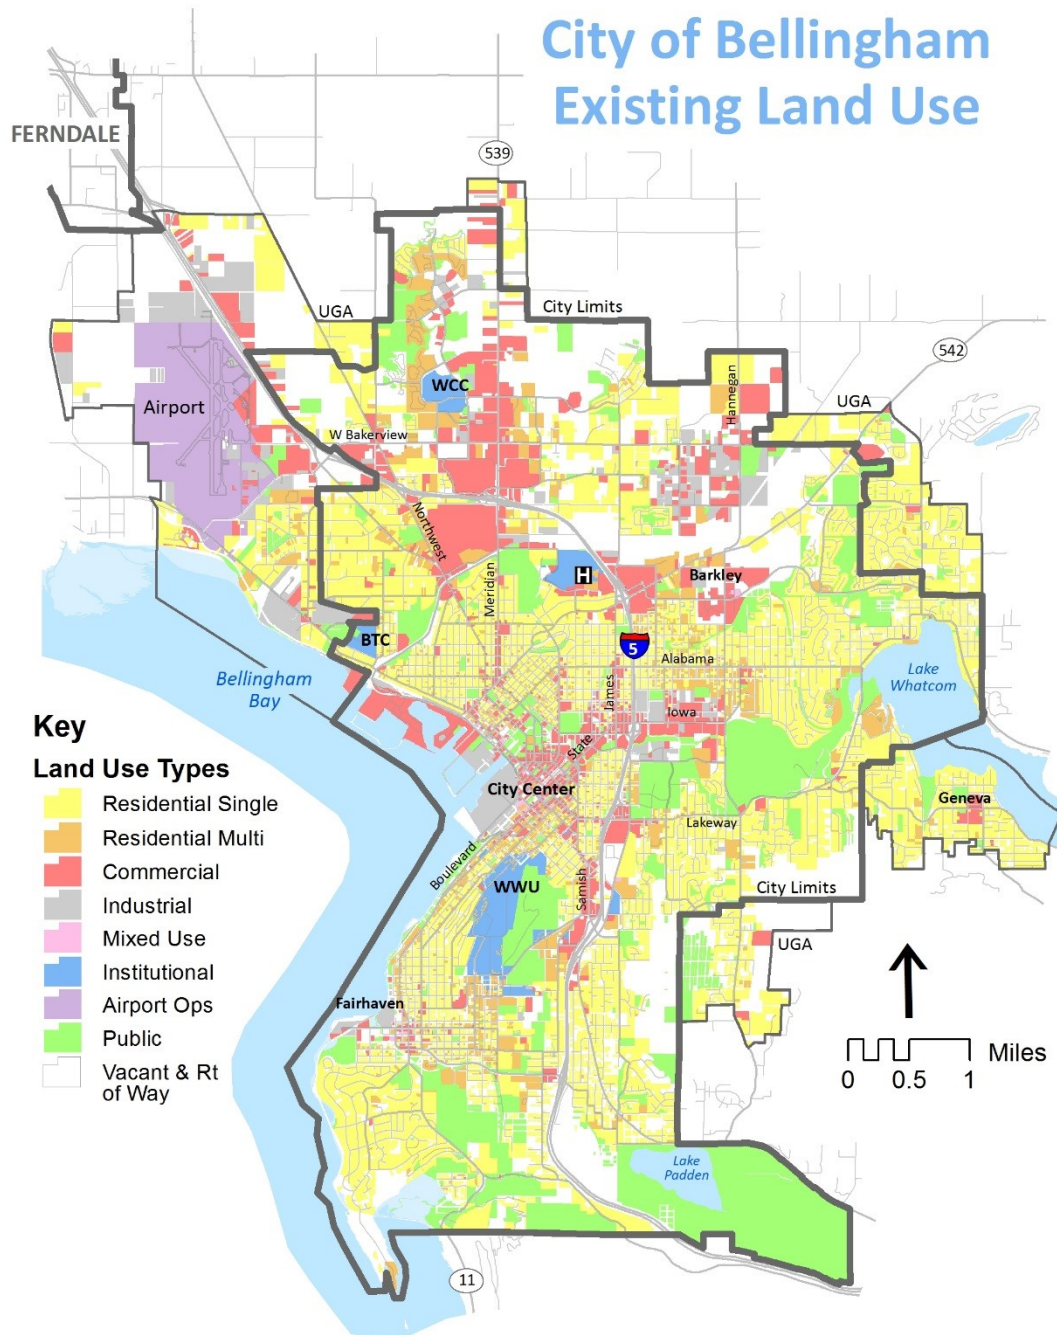 City of Bellingham
Existing Land Use
FERNDALE
539
UGA
City Limits
542
WCC
Hannegan
Airport
UGA
W Bakerview
Northwest
Meridian
H
Barkley
BTC
5
Alabama
Lake
Whatcom
Bellingham
Bay
James
Iowa
State
City Center
Geneva
Lakeway
Boulevard
WWU
Samish
City Limits
UGA
Fairhaven
Key
Land Use Types
Residential Single
Residential Multi
Commercial
Industrial
Mixed Use
Institutional
Airport Ops
Public
Vacant & Rt
of Way
Miles
0 0.5 1
Lake
Padden
11